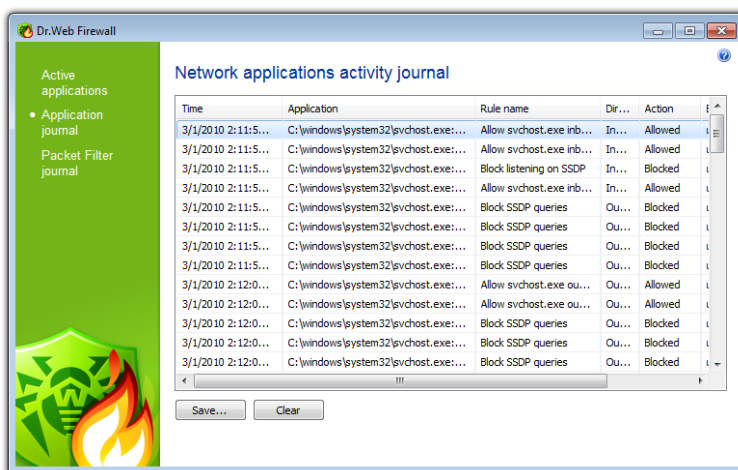 Dr.Web Firewall
Active
applications
Application
journal
Packet Filter
journal
Network applications activity journal
Time Application Rule name Dir... Action
3/1/2010 2:11:5... C:\windows\system32\svchost.exe:... Allow svchost.exe inb... In... Allowed
3/1/2010 2:11:5... C:\windows\system32\svchost.exe:... Allow svchost.exe inb... In... Allowed
3/1/2010 2:11:5... C:\windows\system32\svchost.exe:... Block listening on SSDP In... Blocked
3/1/2010 2:11:5... C:\windows\system32\svchost.exe:... Allow svchost.exe inb... In... Allowed
3/1/2010 2:11:5... C:\windows\system32\svchost.exe:... Block SSDP queries Ou... Blocked
3/1/2010 2:11:5... C:\windows\system32\svchost.exe:... Block SSDP queries Ou... Blocked
3/1/2010 2:11:5... C:\windows\system32\svchost.exe:... Block SSDP queries Ou... Blocked
3/1/2010 2:11:5... C:\windows\system32\svchost.exe:... Block SSDP queries Ou... Blocked
3/1/2010 2:12:0... C:\windows\system32\svchost.exe:... Allow svchost.exe ou... Ou... Allowed
3/1/2010 2:12:0... C:\windows\system32\svchost.exe:... Allow svchost.exe ou... Ou... Allowed
3/1/2010 2:12:0... C:\windows\system32\svchost.exe:... Block SSDP queries Ou... Blocked
3/1/2010 2:12:0... C:\windows\system32\svchost.exe:... Block SSDP queries Ou... Blocked
3/1/2010 2:12:0... C:\windows\system32\svchost.exe:... Block SSDP queries Ou... Blocked
Save... Clear